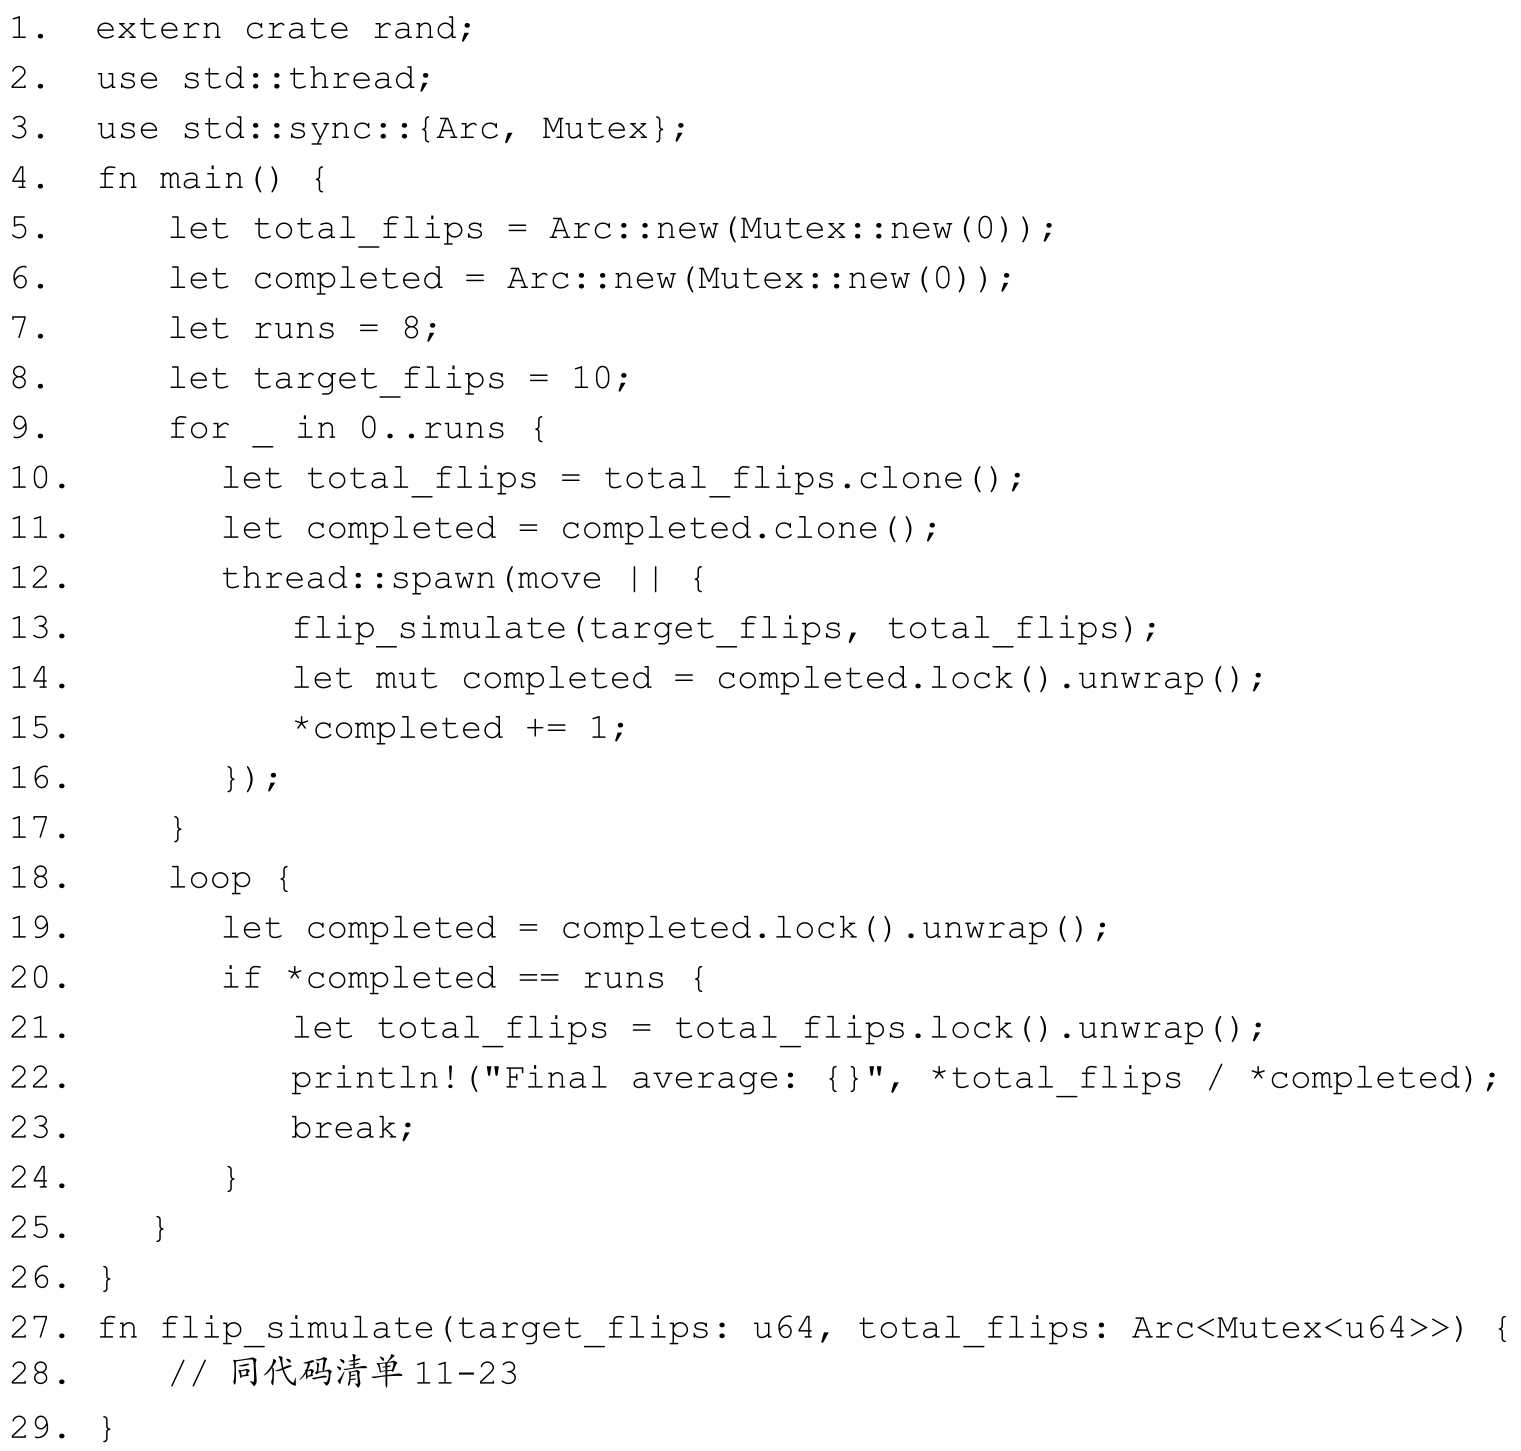 1. extern crate rand;
2. use std::thread;
3. use std::sync::{Arc, Mutex};
4. fn main() {
5.     let total_flips = Arc::new(Mutex::new(0));
6.     let completed = Arc::new(Mutex::new(0));
7.     let runs = 8;
8.     let target_flips = 10;
9.     for _ in 0..runs {
10.        let total_flips = total_flips.clone();
11.        let completed = completed.clone();
12.        thread::spawn(move || {
13.            flip_simulate(target_flips, total_flips);
14.            let mut completed = completed.lock().unwrap();
15.            *completed += 1;
16.        });
17.    }
18.    loop {
19.        let completed = completed.lock().unwrap();
20.        if *completed == runs {
21.            let total_flips = total_flips.lock().unwrap();
22.            println!("Final average: {}", *total_flips / *completed);
23.            break;
24.        }
25.    }
26. }
27. fn flip_simulate(target_flips: u64, total_flips: Arc<Mutex<u64>>) {
28.    // 同代码清单 11-23
29. }